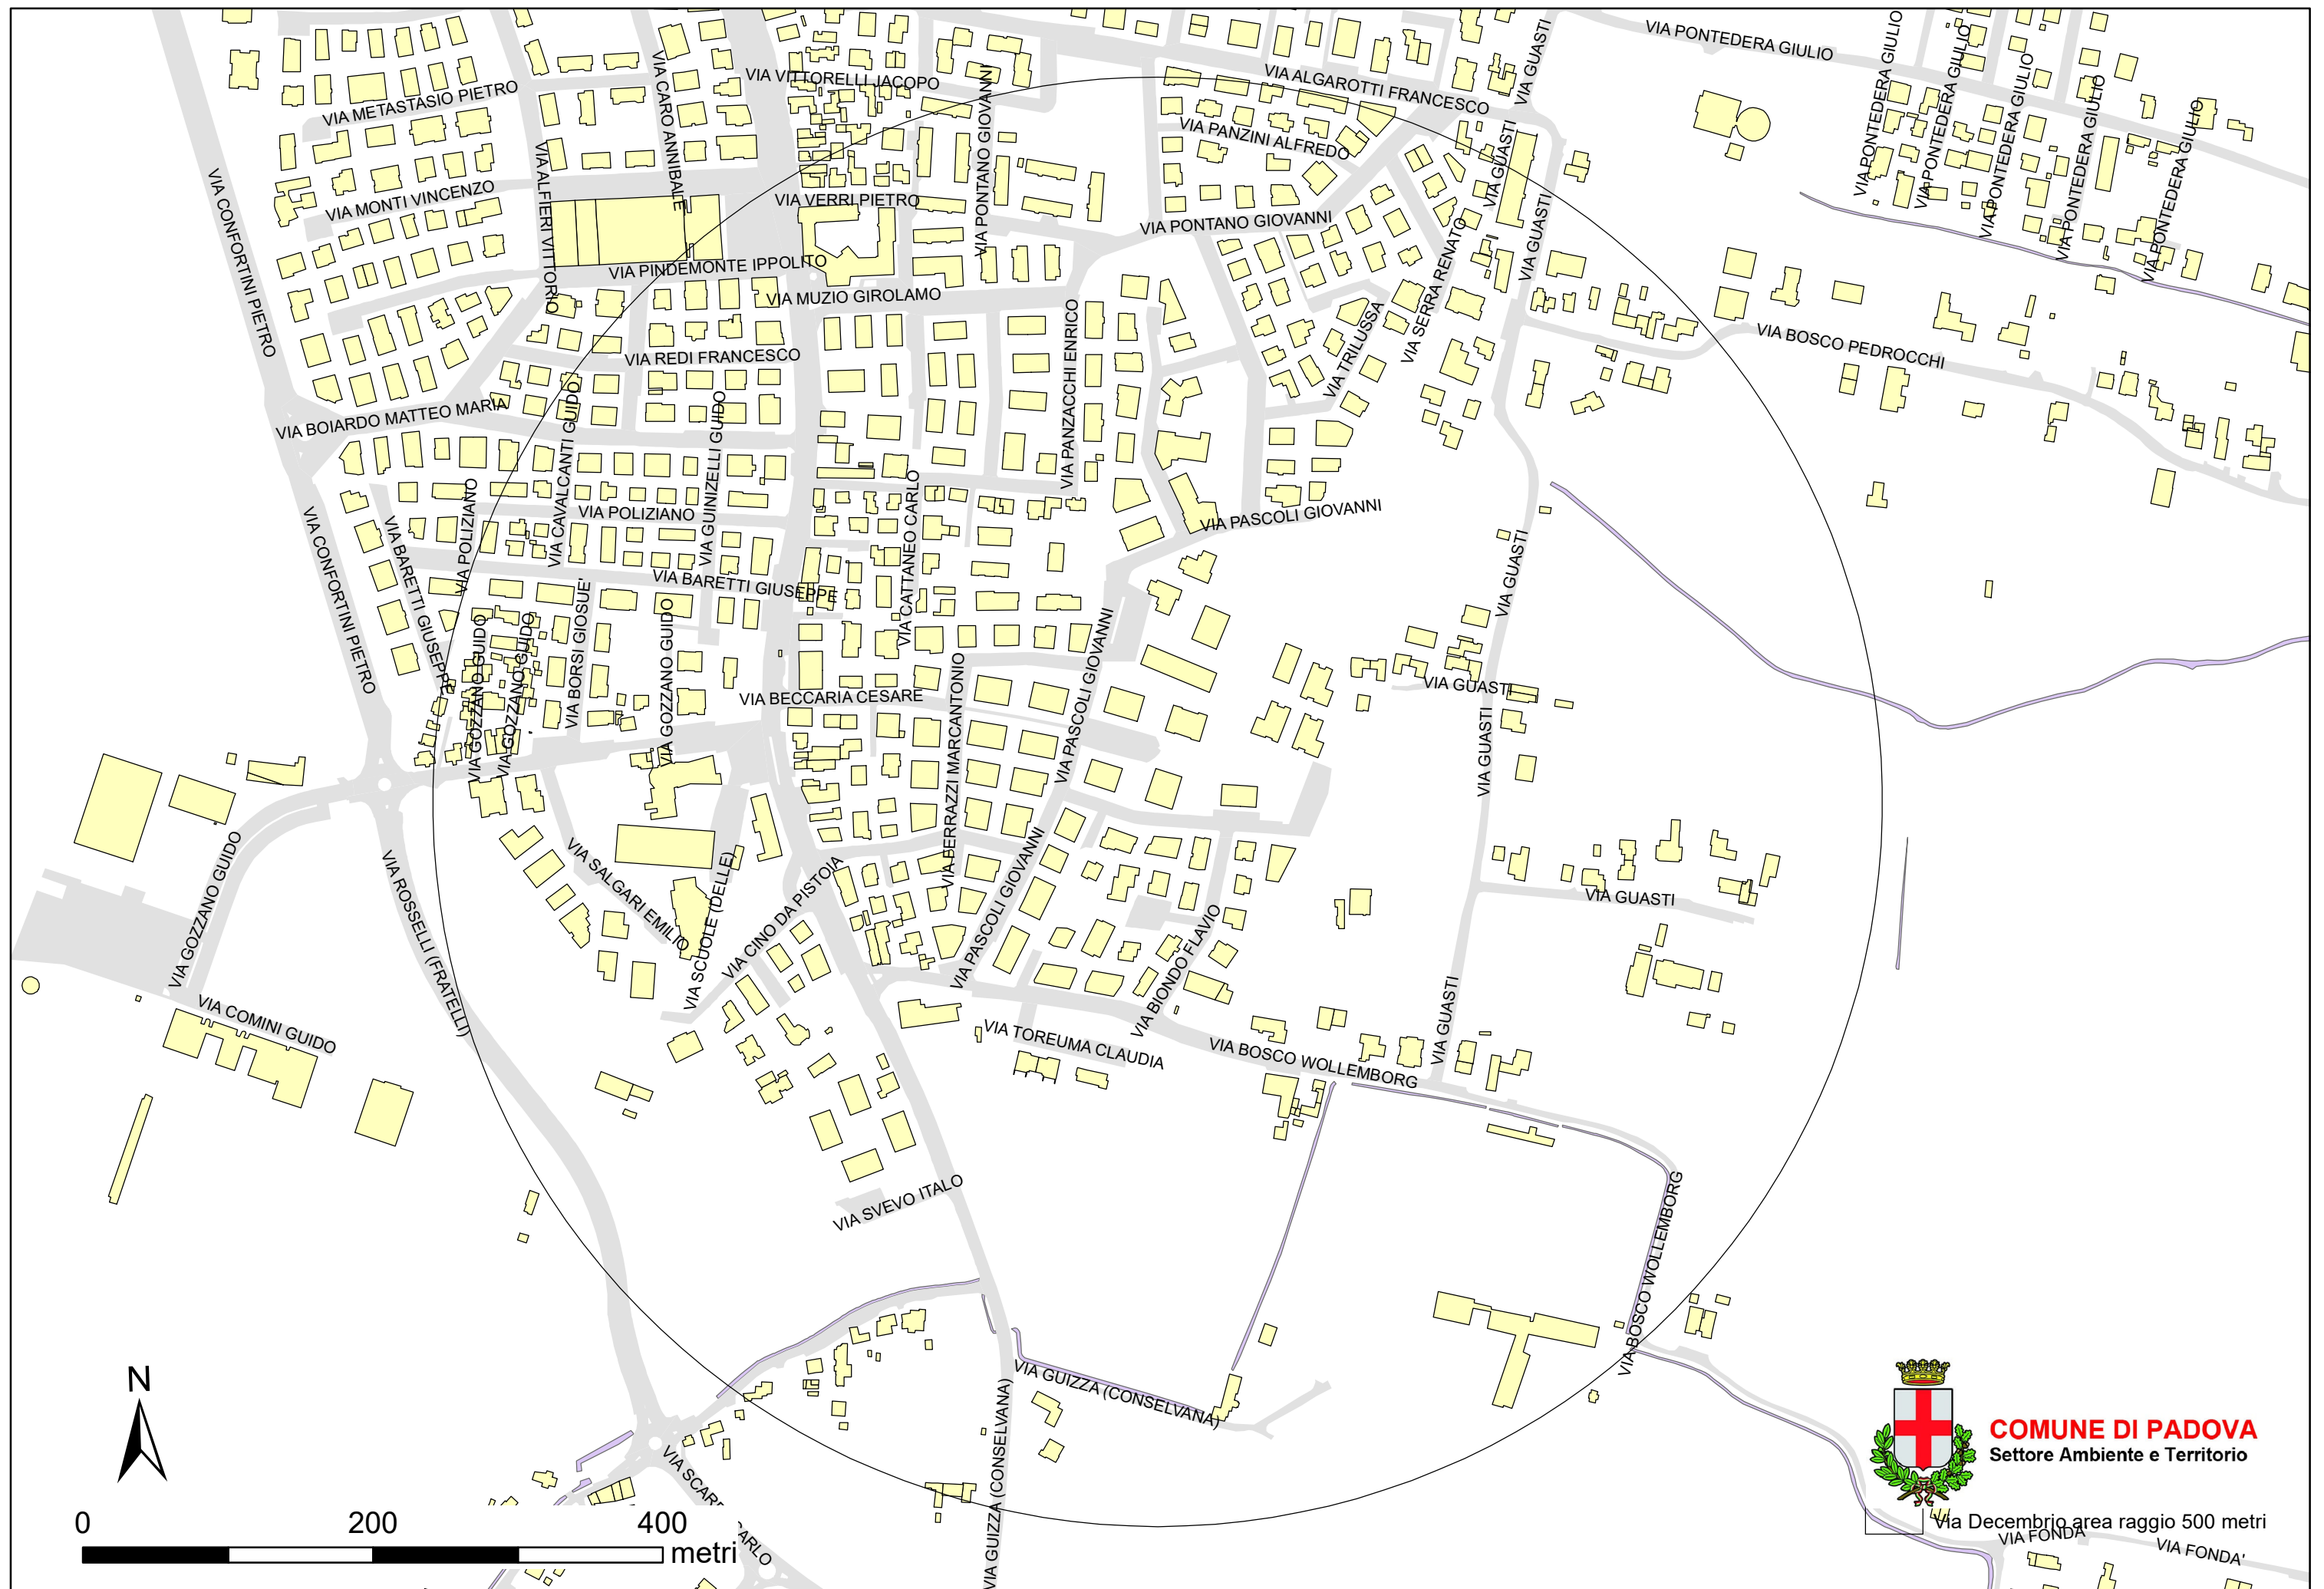 VIA PONTEDERA GIULIO
VIA PONTEDERA GIULIO
VIA PONTEDERA GIULIO
VIA PONTEDERA GIULIO
VIA PONTEDERA GIULIO
VIA PONTEDERA GIULIO
VIA GUASTI
VIA ALGAROTTI FRANCESCO
VIA VITTORELLI JACOPO
VIA CARO ANNIBALE
VIA METASTASIO PIETRO
VIA PONTANO GIOVANNI
VIA PANZINI ALFREDO
VIA GUASTI
VIA ALFIERI VITTORIO
VIA MONTI VINCENZO
VIA VERRI PIETRO
VIA PONTANO GIOVANNI
VIA GUASTI
VIA CONFORTINI PIETRO
VIA PINDEMONTE IPPOLITO
VIA MUZIO GIROLAMO
VIA SERRA RENATO
VIA TRILUSSA
VIA PANZACCHI ENRICO
VIA BOSCO PEDROCCHI
VIA REDI FRANCESCO
VIA BOIARDO MATTEO MARIA
VIA CAVALCANTI GUIDO
VIA GUINIZELLI GUIDO
VIA POLIZIANO
VIA POLIZIANO
VIA CATTANEO CARLO
VIA PASCOLI GIOVANNI
VIA CONFORTINI PIETRO
VIA BARETTI GIUSEPPE
VIA BARETTI GIUSEPPE
VIA GUASTI
VIA GOZZANO GUIDO
VIA GOZZANO GUIDO
VIA BORSI GIOSUE'
VIA GOZZANO GUIDO
VIA BECCARIA CESARE
VIA BERRAZZI MARCANTONIO
VIA PASCOLI GIOVANNI
VIA GUASTI
VIA GUASTI
VIA GOZZANO GUIDO
VIA ROSSELLI (FRATELLI)
VIA SALGARI EMILIO
VIA SCUOLE (DELLE)
VIA CINO DA PISTOIA
VIA PASCOLI GIOVANNI
VIA BIONDO FLAVIO
VIA GUASTI
VIA GUASTI
VIA COMINI GUIDO
VIA TOREUMA CLAUDIA
VIA BOSCO WOLLEMBORG
VIA SVEVO ITALO
VIA BOSCO WOLLEMBORG
VIA GUIZZA (CONSELVANA)
VIA GUIZZA (CONSELVANA)
N
COMUNE DI PADOVA
Settore Ambiente e Territorio
0 200 400
metri
Via Decembrio area raggio 500 metri
VIA FONDA'